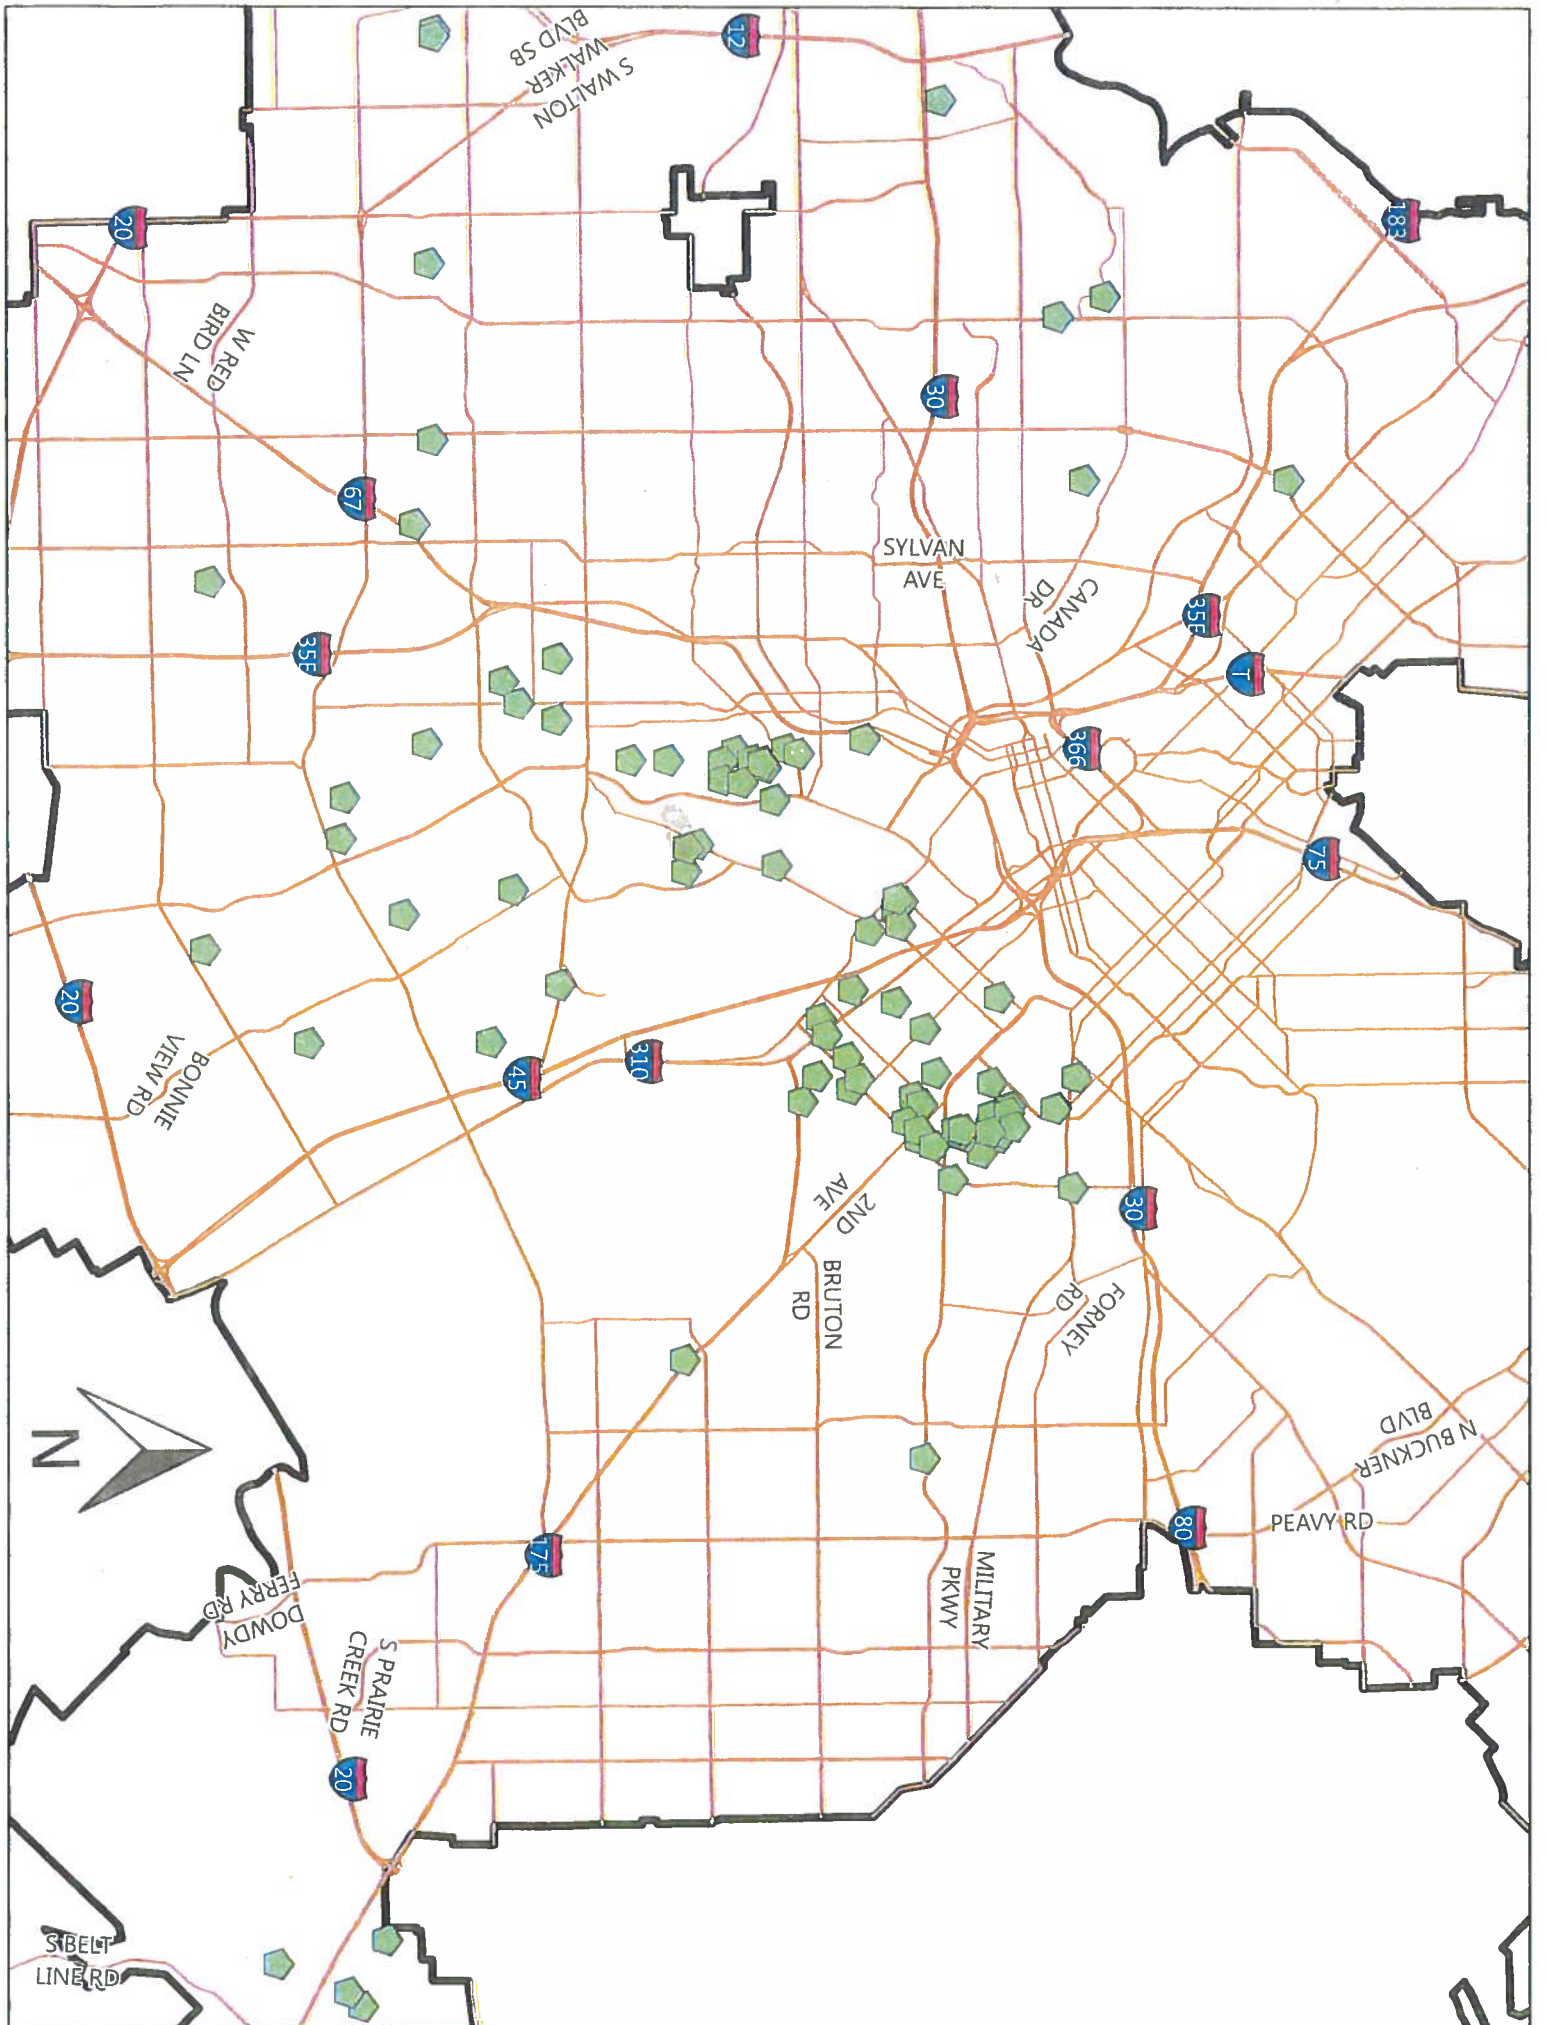 BLVD SB
WALKER
S WALTON
12
183
20
W RED
BIRD LN
30
67
SYLVAN
AVE
CANADA
DR
35E
35E
T
366
75
20
BONNIE
VIEW RD
45
310
2ND
AVE
30
BRUTON
RD
FORNEY
RD
N BUCKNER
BLVD
N
PEAVY RD
80
175
MILITARY
PKWY
DOWDY
FERRY RD
S PRAIRIE
CREEK RD
20
S BELT
LINE RD